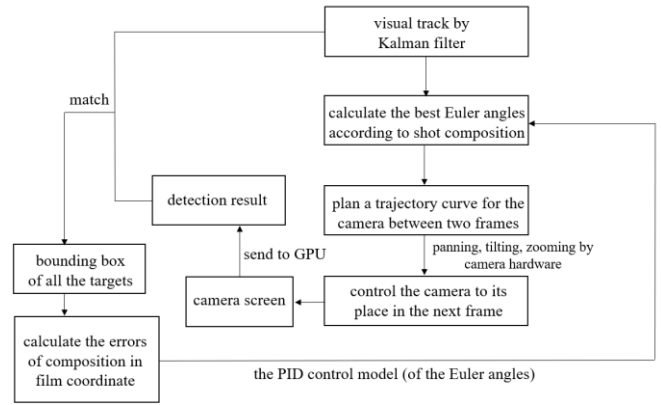 visual track by
Kalman filter
match
calculate the best Euler angles
according to shot composition
detection result
plan a trajectory curve for the
camera between two frames
send to GPU
panning, tilting, zooming by
camera hardware
bounding box
of all the targets
camera screen
control the camera to its
place in the next frame
calculate the errors
of composition in
film coordinate
the PID control model (of the Euler angles)